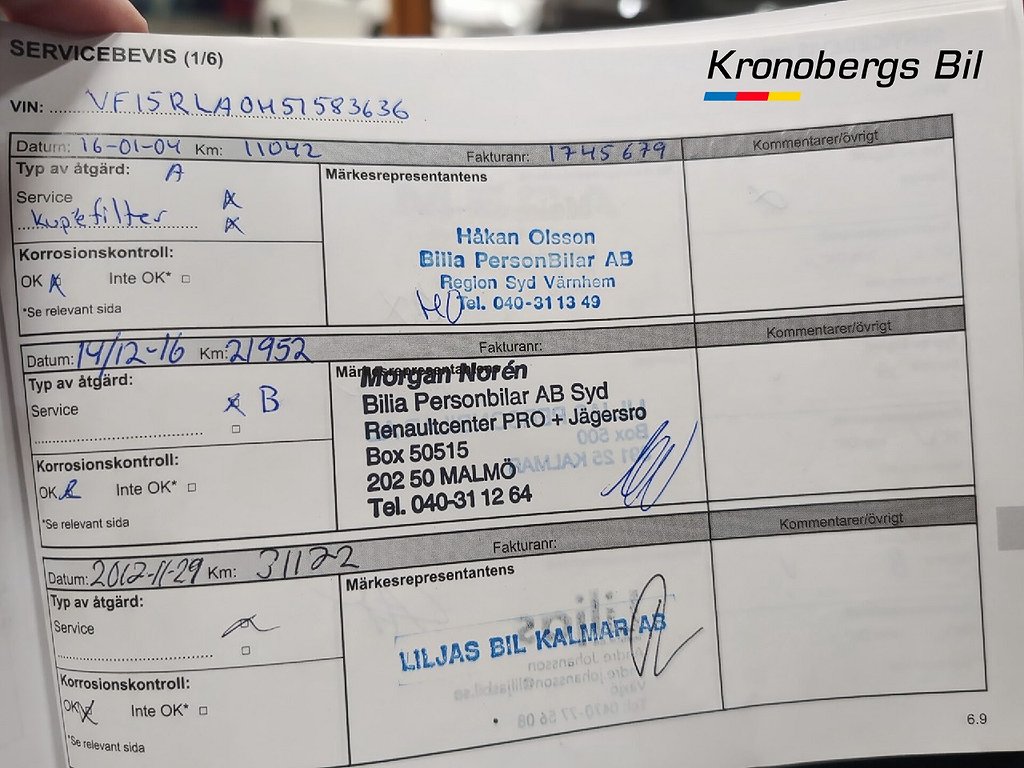 SERVICEBEVIS (1/6)
Kronobergs Bil
VIN: VF15RLA0H51583636
Datum: 16-01-04 Km: 11042 Fakturanr: 1745679 Kommentarer/övrigt
Typ av åtgärd: A
Märkesrepresentantens
Service
kupéfilter
Håkan Olsson
Bilia PersonBilar AB
Region Syd Värnhem
Tel. 040-31 13 49
Korrosionskontroll:
OK Inte OK*
*Se relevant sida
Datum: 14/12-16 Km: 21952 Fakturanr: Kommentarer/övrigt
Typ av åtgärd:
Märkesrepresentantens
Service B
Morgan Norén
Bilia Personbilar AB Syd
Renaultcenter PRO + Jägersro
Box 50515
202 50 MALMÖ
Tel. 040-31 12 64
Korrosionskontroll:
OK Inte OK*
*Se relevant sida
Datum: 2017-11-29 Km: 31122 Fakturanr: Kommentarer/övrigt
Typ av åtgärd:
Märkesrepresentantens
Service
LILJAS BIL KALMAR AB
Korrosionskontroll:
OK Inte OK*
*Se relevant sida
6.9